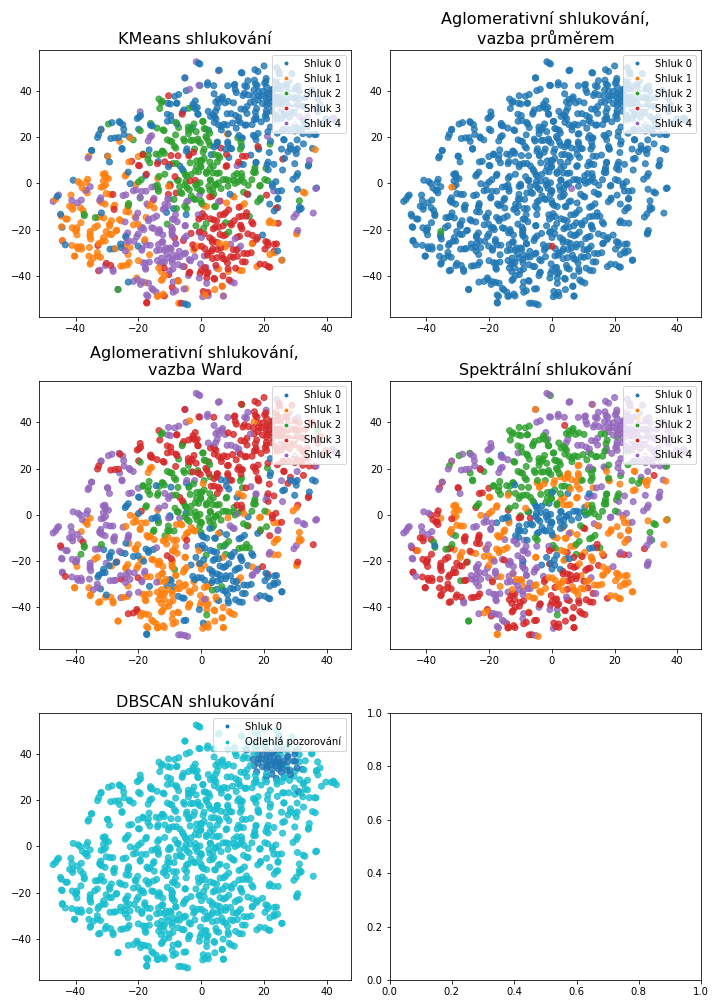 KMeans shlukování
Shluk 0
Shluk 1
Shluk 2
Shluk 3
Shluk 4
40
20
0
−20
−40
−40
−20
0
20
40
Aglomerativní shlukování,
vazba průměrem
Shluk 0
Shluk 1
Shluk 2
Shluk 3
Shluk 4
40
20
0
−20
−40
−40
−20
0
20
40
Aglomerativní shlukování,
vazba Ward
Shluk 0
Shluk 1
Shluk 2
Shluk 3
Shluk 4
40
20
0
−20
−40
−40
−20
0
20
40
Spektrální shlukování
Shluk 0
Shluk 1
Shluk 2
Shluk 3
Shluk 4
40
20
0
−20
−40
−40
−20
0
20
40
DBSCAN shlukování
Shluk 0
Odlehlá pozorování
40
20
0
−20
−40
−40
−20
0
20
40
1.0
0.8
0.6
0.4
0.2
0.0
0.0
0.2
0.4
0.6
0.8
1.0